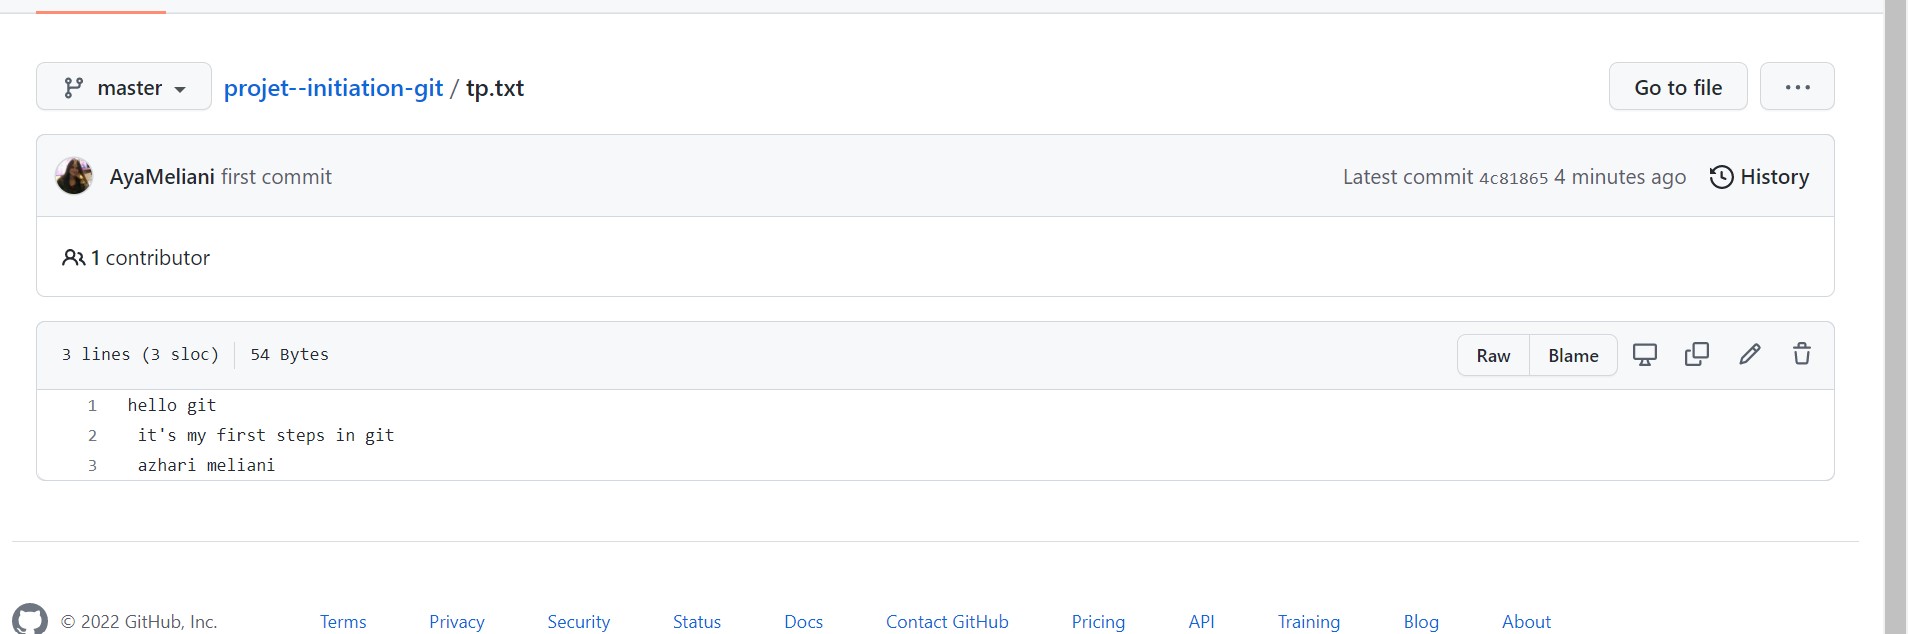 master projet--initiation-git / tp.txt Go to file ...
AyaMeliani first commit Latest commit 4c81865 4 minutes ago History
1 contributor
3 lines (3 sloc) 54 Bytes Raw Blame
1 hello git
2 it's my first steps in git
3 azhari meliani
© 2022 GitHub, Inc. Terms Privacy Security Status Docs Contact GitHub Pricing API Training Blog About